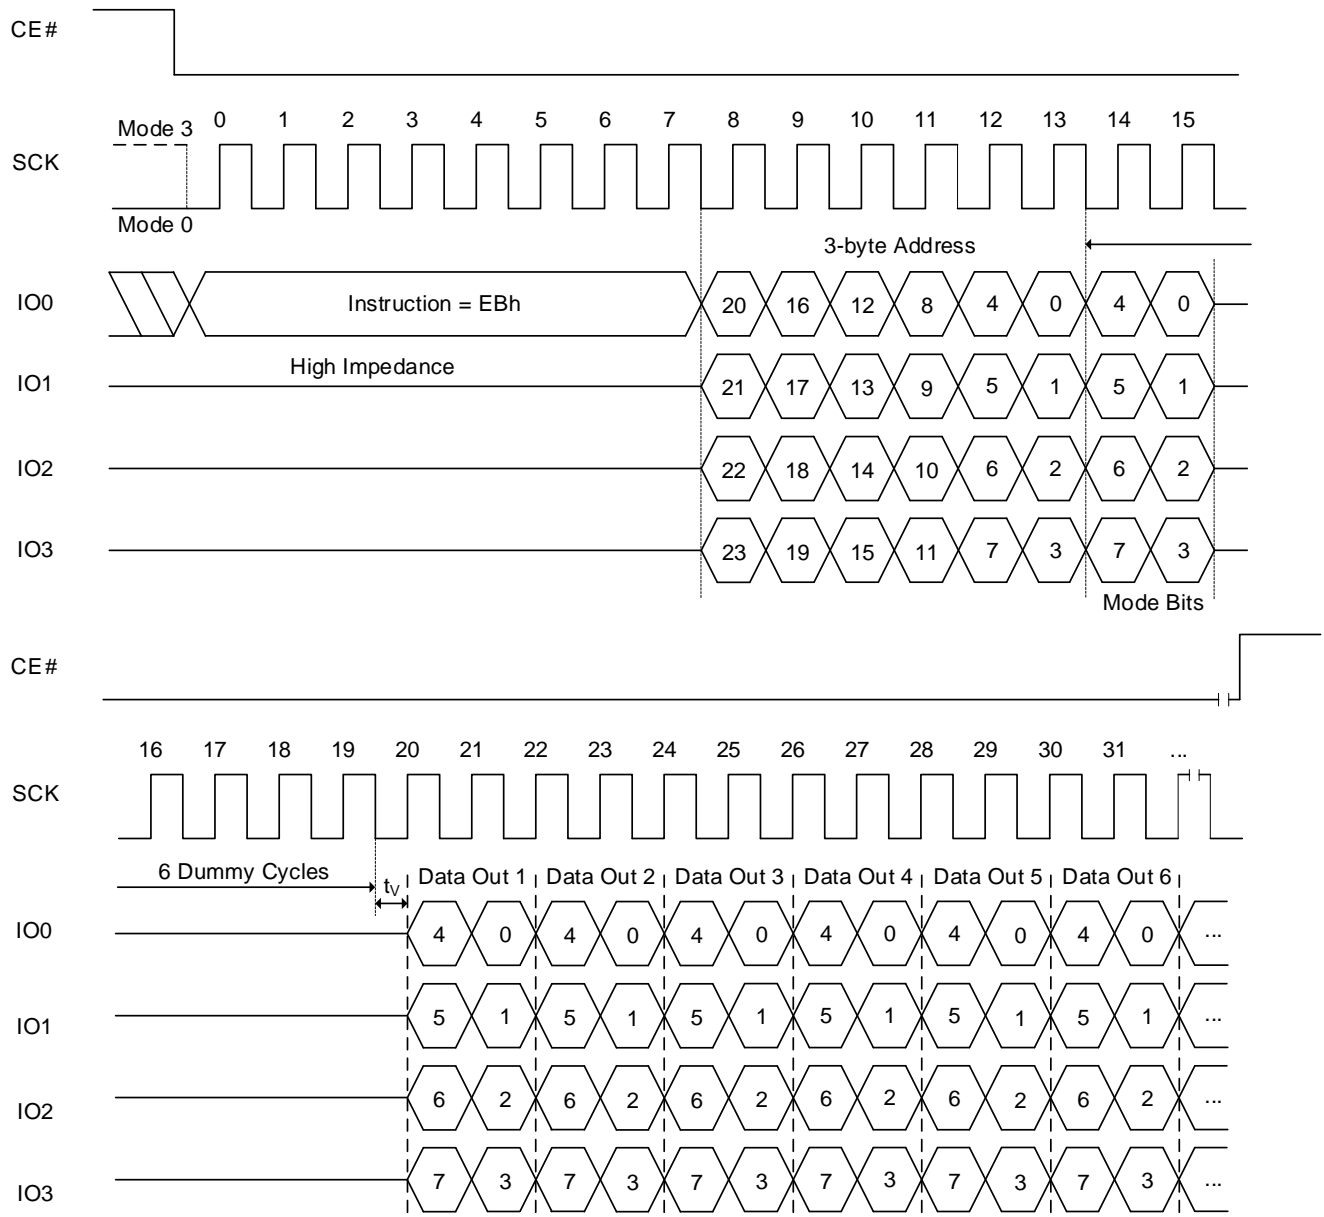 CE#
Mode 3 0 1 2 3 4 5 6 7 8 9 10 11 12 13 14 15
SCK
Mode 0
3-byte Address
IO0 Instruction = EBh 20 16 12 8 4 0 4 0
High Impedance
IO1 21 17 13 9 5 1 5 1
IO2 22 18 14 10 6 2 6 2
IO3 23 19 15 11 7 3 7 3
Mode Bits
CE#
16 17 18 19 20 21 22 23 24 25 26 27 28 29 30 31 ...
SCK
6 Dummy Cycles tV Data Out 1 Data Out 2 Data Out 3 Data Out 4 Data Out 5 Data Out 6
IO0 4 0 4 0 4 0 4 0 4 0 4 0 ...
IO1 5 1 5 1 5 1 5 1 5 1 5 1 ...
IO2 6 2 6 2 6 2 6 2 6 2 6 2 ...
IO3 7 3 7 3 7 3 7 3 7 3 7 3 ...